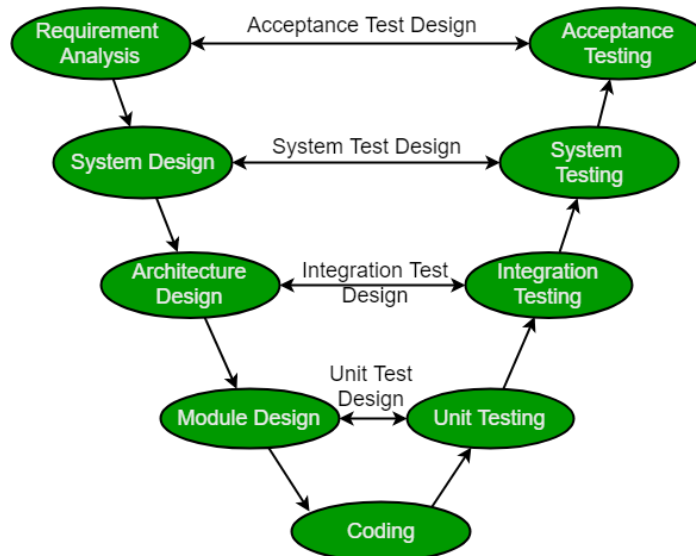 Requirement
Analysis
Acceptance Test Design
Acceptance
Testing
System Design
System Test Design
System
Testing
Architecture
Design
Integration Test
Design
Integration
Testing
Module Design
Unit Test
Design
Unit Testing
Coding